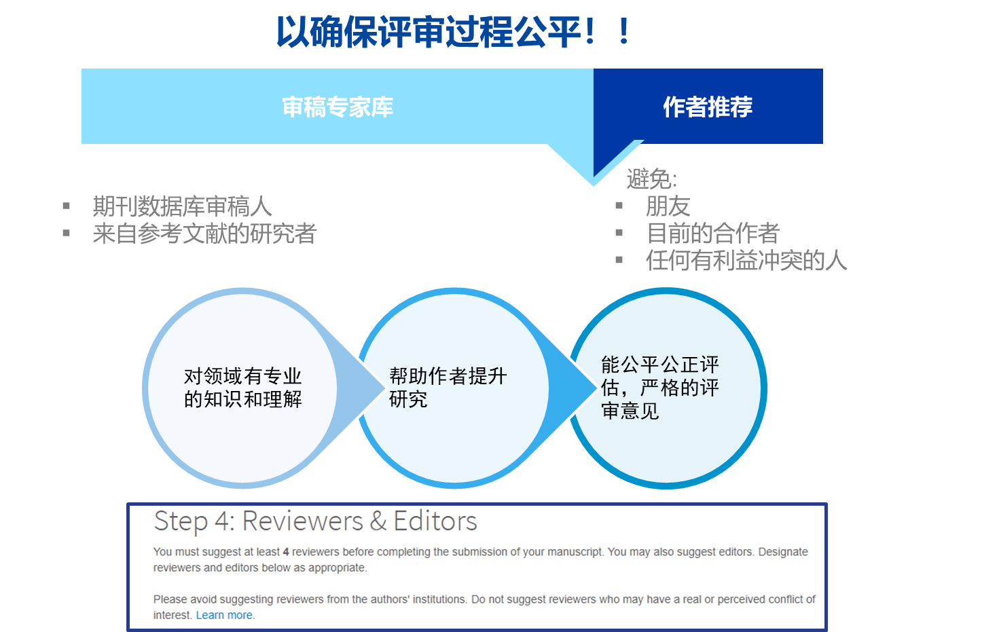 以确保评审过程公平！！
审稿专家库
作者推荐
▪ 期刊数据库审稿人
▪ 来自参考文献的研究者
避免:
▪ 朋友
▪ 目前的合作者
▪ 任何有利益冲突的人
对领域有专业
的知识和理解
帮助作者提升
研究
能公平公正评
估，严格的评
审意见
Step 4: Reviewers & Editors
You must suggest at least 4 reviewers before completing the submission of your manuscript. You may also suggest editors. Designate
reviewers and editors below as appropriate.
Please avoid suggesting reviewers from the authors' institutions. Do not suggest reviewers who may have a real or perceived conflict of
interest. Learn more.